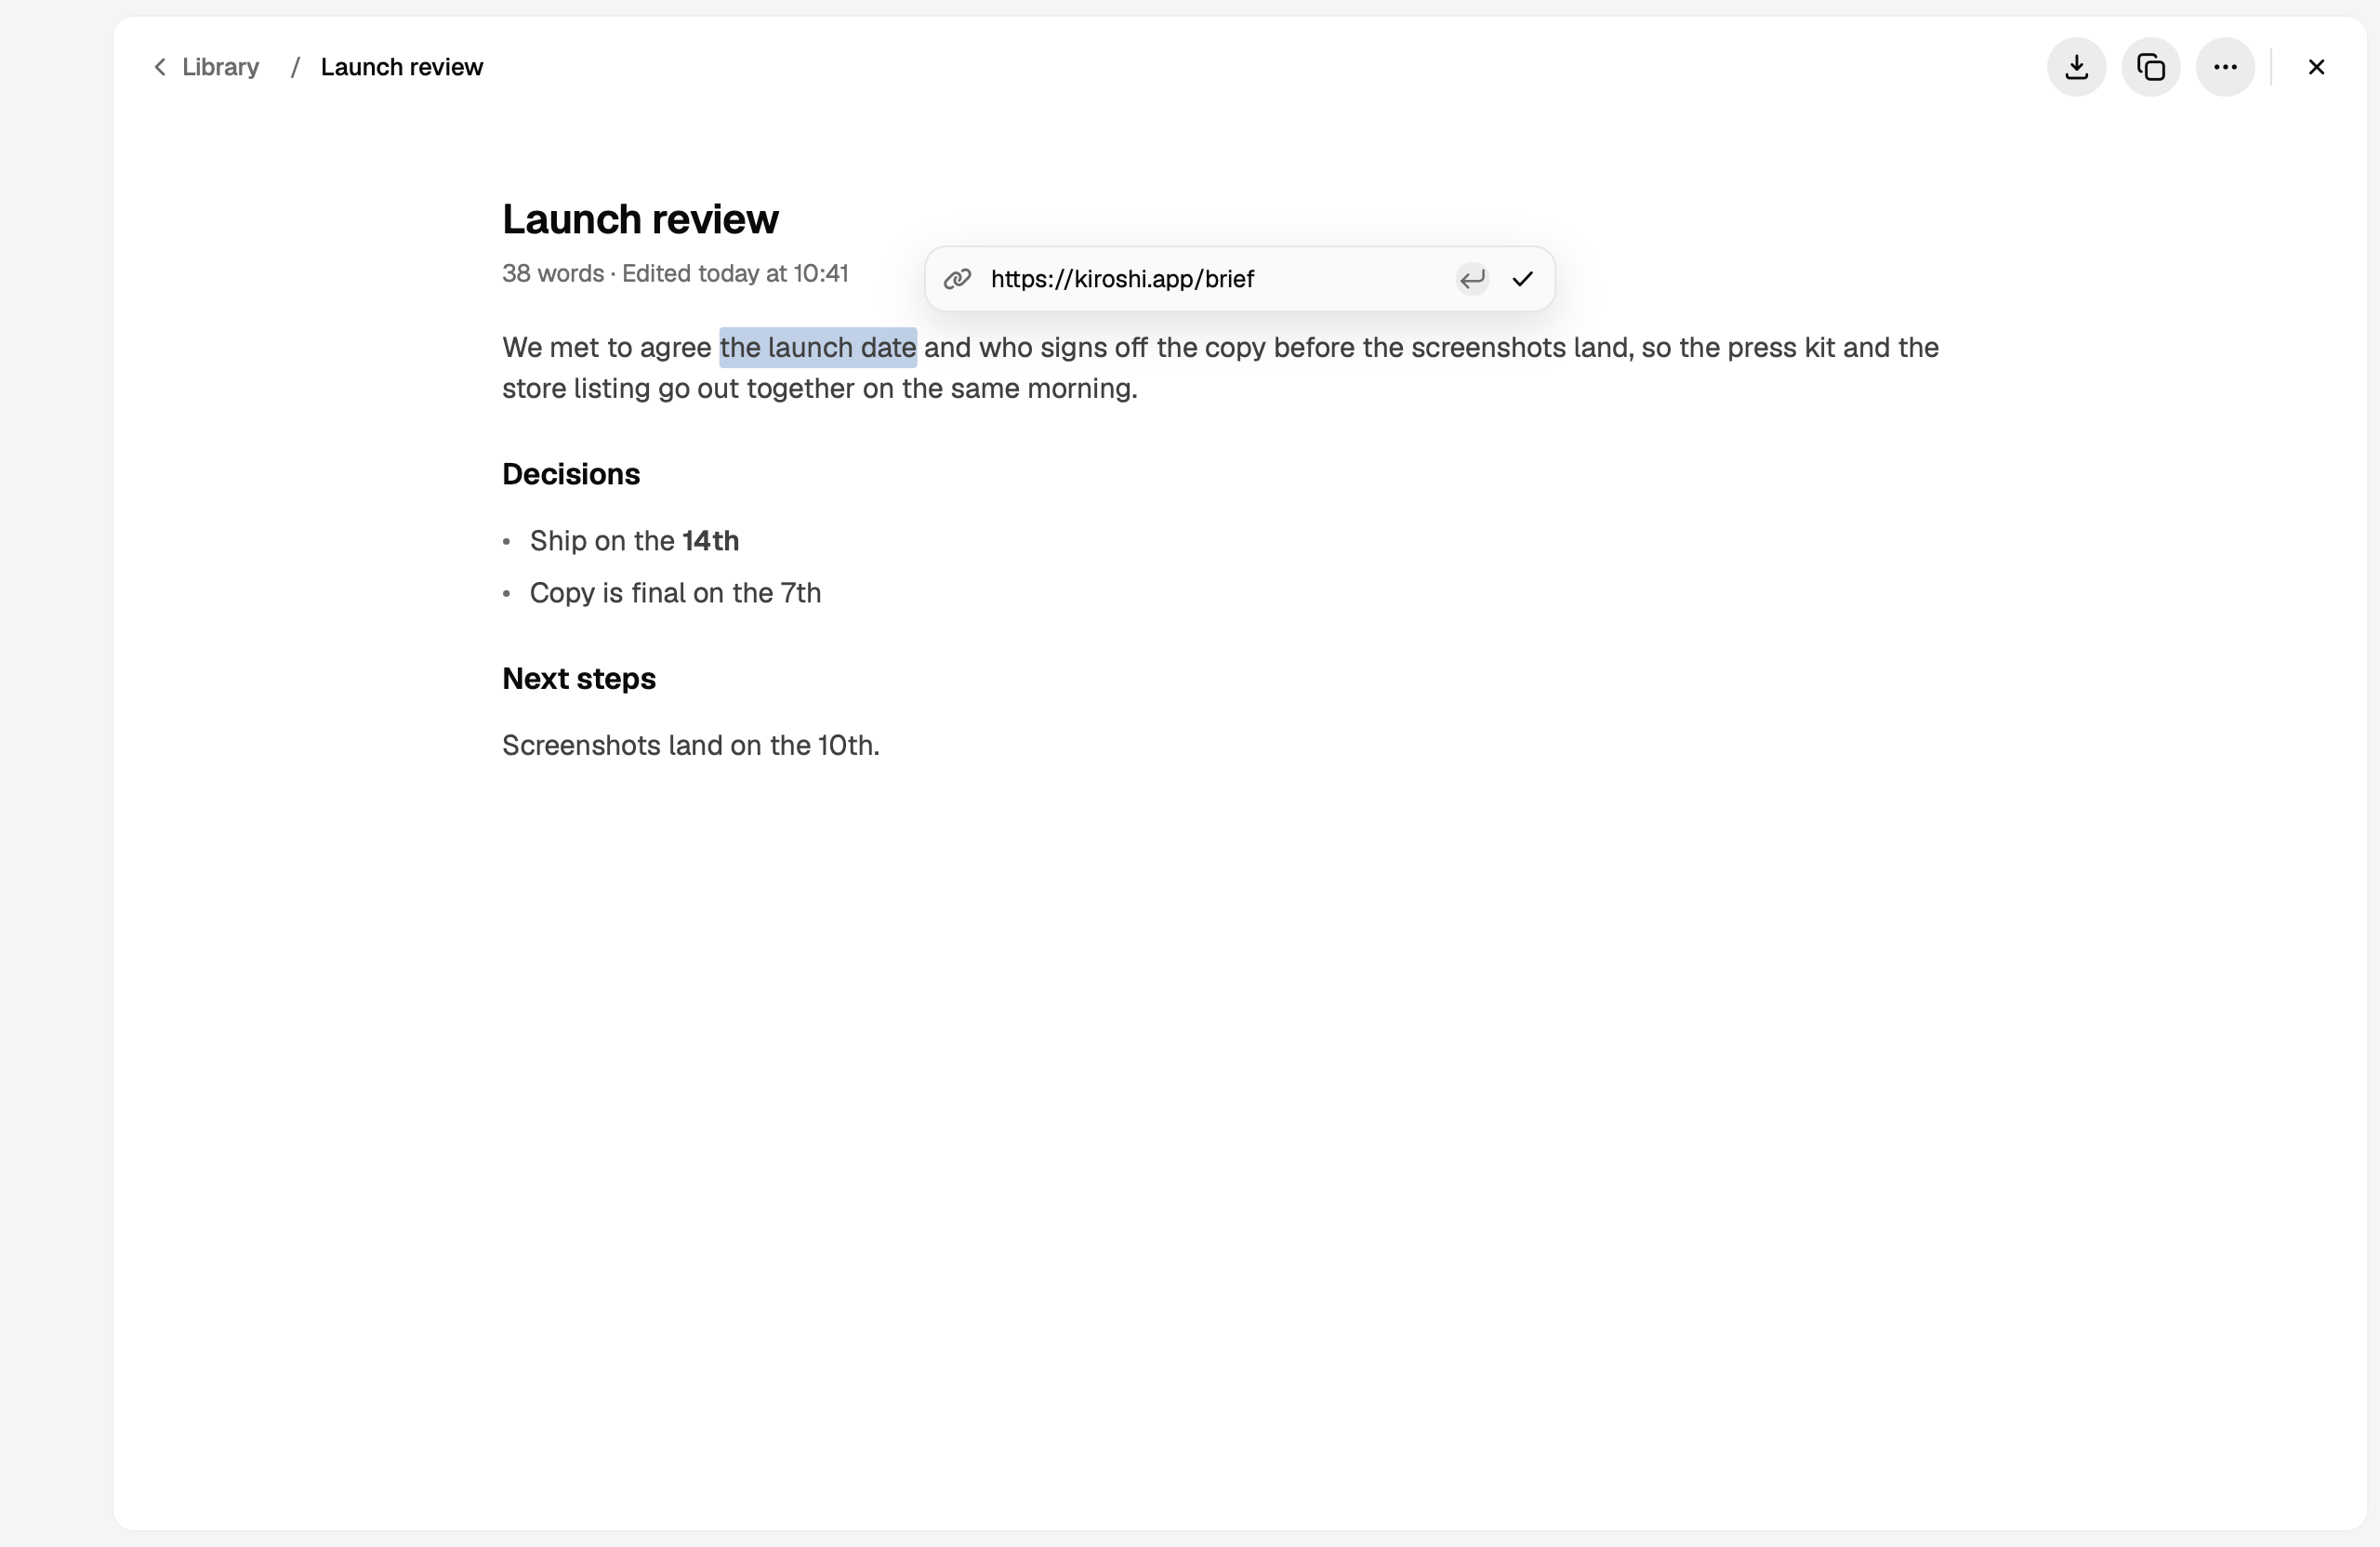 Library / Launch review
Launch review
38 words · Edited today at 10:41
https://kiroshi.app/brief
We met to agree the launch date and who signs off the copy before the screenshots land, so the press kit and the
store listing go out together on the same morning.
Decisions
• Ship on the 14th
• Copy is final on the 7th
Next steps
Screenshots land on the 10th.